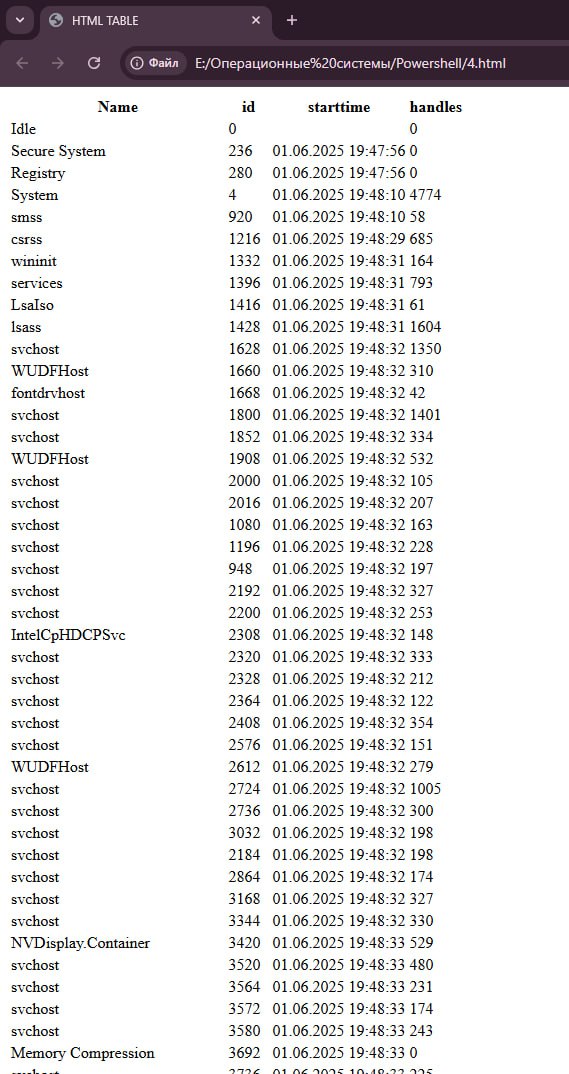 HTML TABLE
Файл E:/Операционные%20системы/Powershell/4.html
Name id starttime handles
Idle 0 0
Secure System 236 01.06.2025 19:47:56 0
Registry 280 01.06.2025 19:47:56 0
System 4 01.06.2025 19:48:10 4774
smss 920 01.06.2025 19:48:10 58
csrss 1216 01.06.2025 19:48:29 685
wininit 1332 01.06.2025 19:48:31 164
services 1396 01.06.2025 19:48:31 793
LsaIso 1416 01.06.2025 19:48:31 61
lsass 1428 01.06.2025 19:48:31 1604
svchost 1628 01.06.2025 19:48:32 1350
WUDFHost 1660 01.06.2025 19:48:32 310
fontdrvhost 1668 01.06.2025 19:48:32 42
svchost 1800 01.06.2025 19:48:32 1401
svchost 1852 01.06.2025 19:48:32 334
WUDFHost 1908 01.06.2025 19:48:32 532
svchost 2000 01.06.2025 19:48:32 105
svchost 2016 01.06.2025 19:48:32 207
svchost 1080 01.06.2025 19:48:32 163
svchost 1196 01.06.2025 19:48:32 228
svchost 948 01.06.2025 19:48:32 197
svchost 2192 01.06.2025 19:48:32 327
svchost 2200 01.06.2025 19:48:32 253
IntelCpHDCPSvc 2308 01.06.2025 19:48:32 148
svchost 2320 01.06.2025 19:48:32 333
svchost 2328 01.06.2025 19:48:32 212
svchost 2364 01.06.2025 19:48:32 122
svchost 2408 01.06.2025 19:48:32 354
svchost 2576 01.06.2025 19:48:32 151
WUDFHost 2612 01.06.2025 19:48:32 279
svchost 2724 01.06.2025 19:48:32 1005
svchost 2736 01.06.2025 19:48:32 300
svchost 3032 01.06.2025 19:48:32 198
svchost 2184 01.06.2025 19:48:32 198
svchost 2864 01.06.2025 19:48:32 174
svchost 3168 01.06.2025 19:48:32 327
svchost 3344 01.06.2025 19:48:32 330
NVDisplay.Container 3420 01.06.2025 19:48:33 529
svchost 3520 01.06.2025 19:48:33 480
svchost 3564 01.06.2025 19:48:33 231
svchost 3572 01.06.2025 19:48:33 174
svchost 3580 01.06.2025 19:48:33 243
Memory Compression 3692 01.06.2025 19:48:33 0
svchost 3736 01.06.2025 19:48:33 225